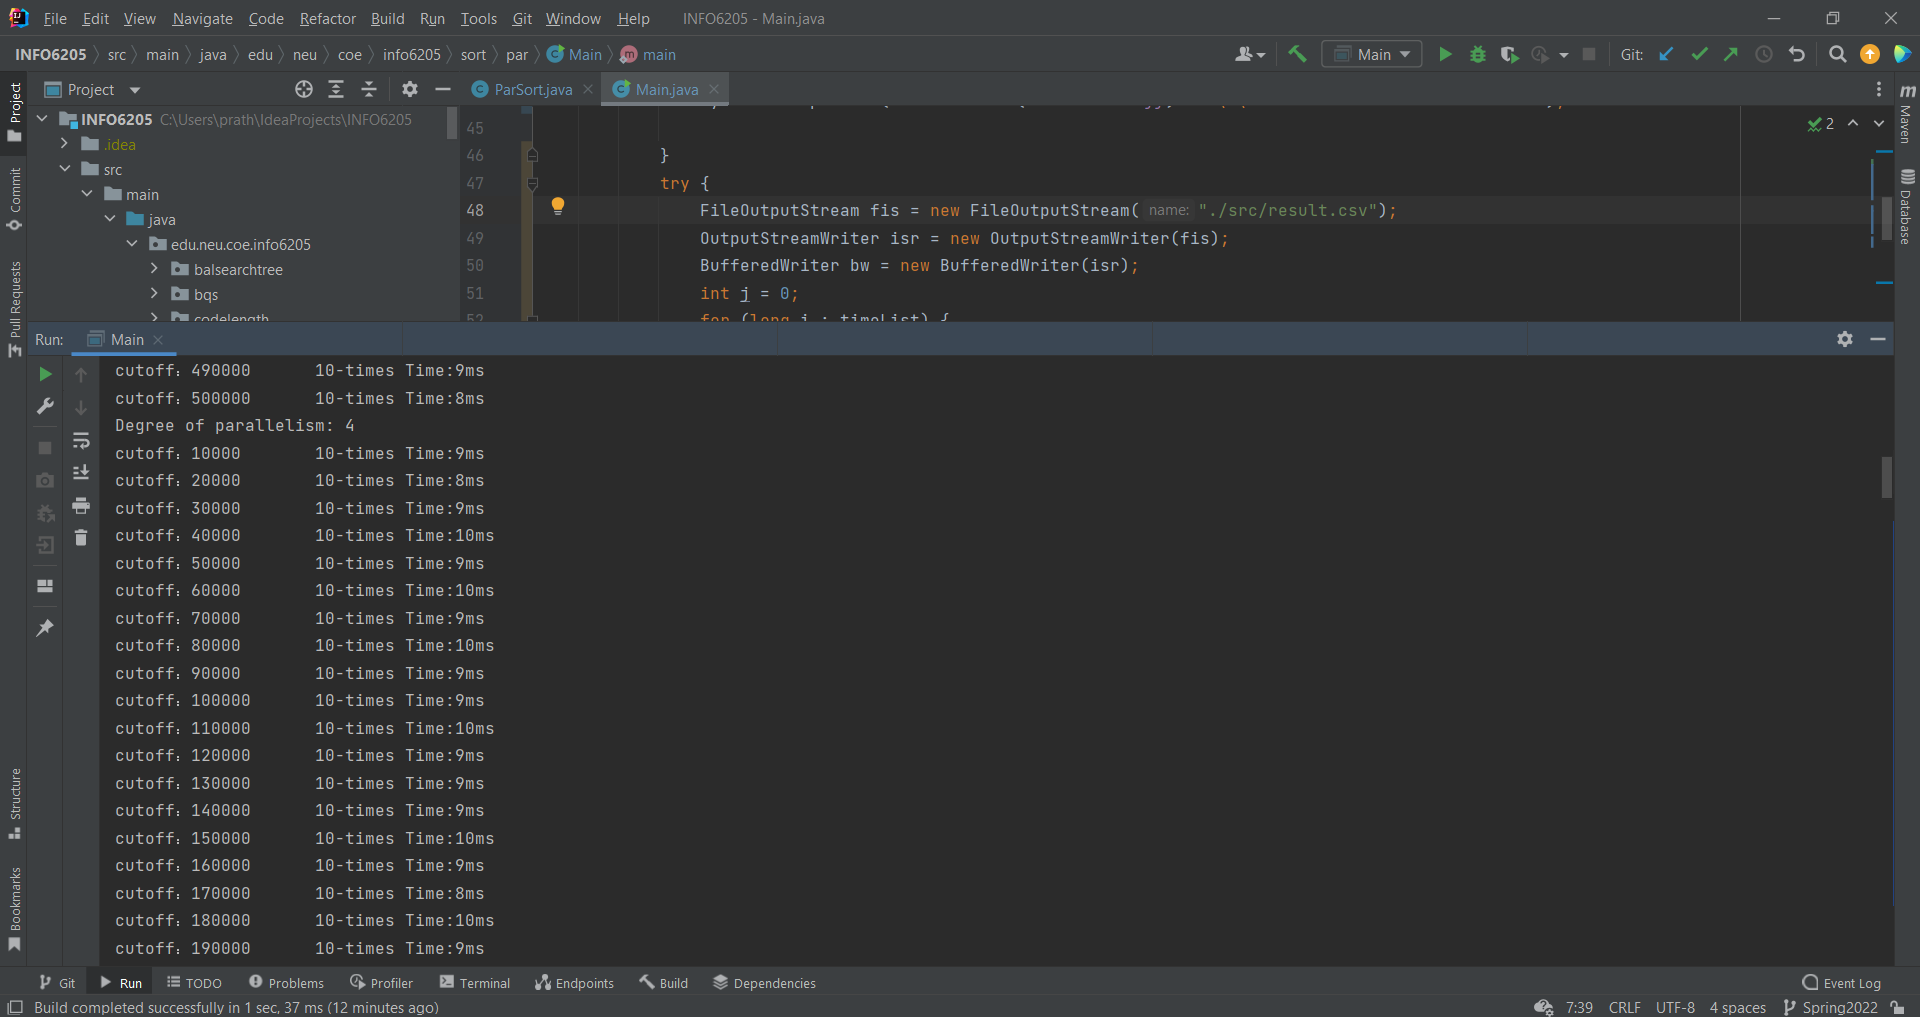 File Edit View Navigate Code Refactor Build Run Tools Git Window Help INFO6205 - Main.java
INFO6205 src main java edu neu coe info6205 sort par Main main
Main Git:
Project
ParSort.java Main.java
INFO6205 C:\Users\prath\IdeaProjects\INFO6205
.idea
src
main
java
edu.neu.coe.info6205
balsearchtree
bqs
codelength
45
46 }
47 try {
48 FileOutputStream fis = new FileOutputStream( name: "./src/result.csv");
49 OutputStreamWriter isr = new OutputStreamWriter(fis);
50 BufferedWriter bw = new BufferedWriter(isr);
51 int j = 0;
52 for (long i : timeList) {
2
Project
Commit
Pull Requests
Structure
Bookmarks
Maven
Database
Run: Main
cutoff：490000 10-times Time:9ms
cutoff：500000 10-times Time:8ms
Degree of parallelism: 4
cutoff：10000 10-times Time:9ms
cutoff：20000 10-times Time:8ms
cutoff：30000 10-times Time:9ms
cutoff：40000 10-times Time:10ms
cutoff：50000 10-times Time:9ms
cutoff：60000 10-times Time:10ms
cutoff：70000 10-times Time:9ms
cutoff：80000 10-times Time:10ms
cutoff：90000 10-times Time:9ms
cutoff：100000 10-times Time:9ms
cutoff：110000 10-times Time:10ms
cutoff：120000 10-times Time:9ms
cutoff：130000 10-times Time:9ms
cutoff：140000 10-times Time:9ms
cutoff：150000 10-times Time:10ms
cutoff：160000 10-times Time:9ms
cutoff：170000 10-times Time:8ms
cutoff：180000 10-times Time:10ms
cutoff：190000 10-times Time:9ms
Git Run TODO Problems Profiler Terminal Endpoints Build Dependencies Event Log
Build completed successfully in 1 sec, 37 ms (12 minutes ago) 7:39 CRLF UTF-8 4 spaces Spring2022